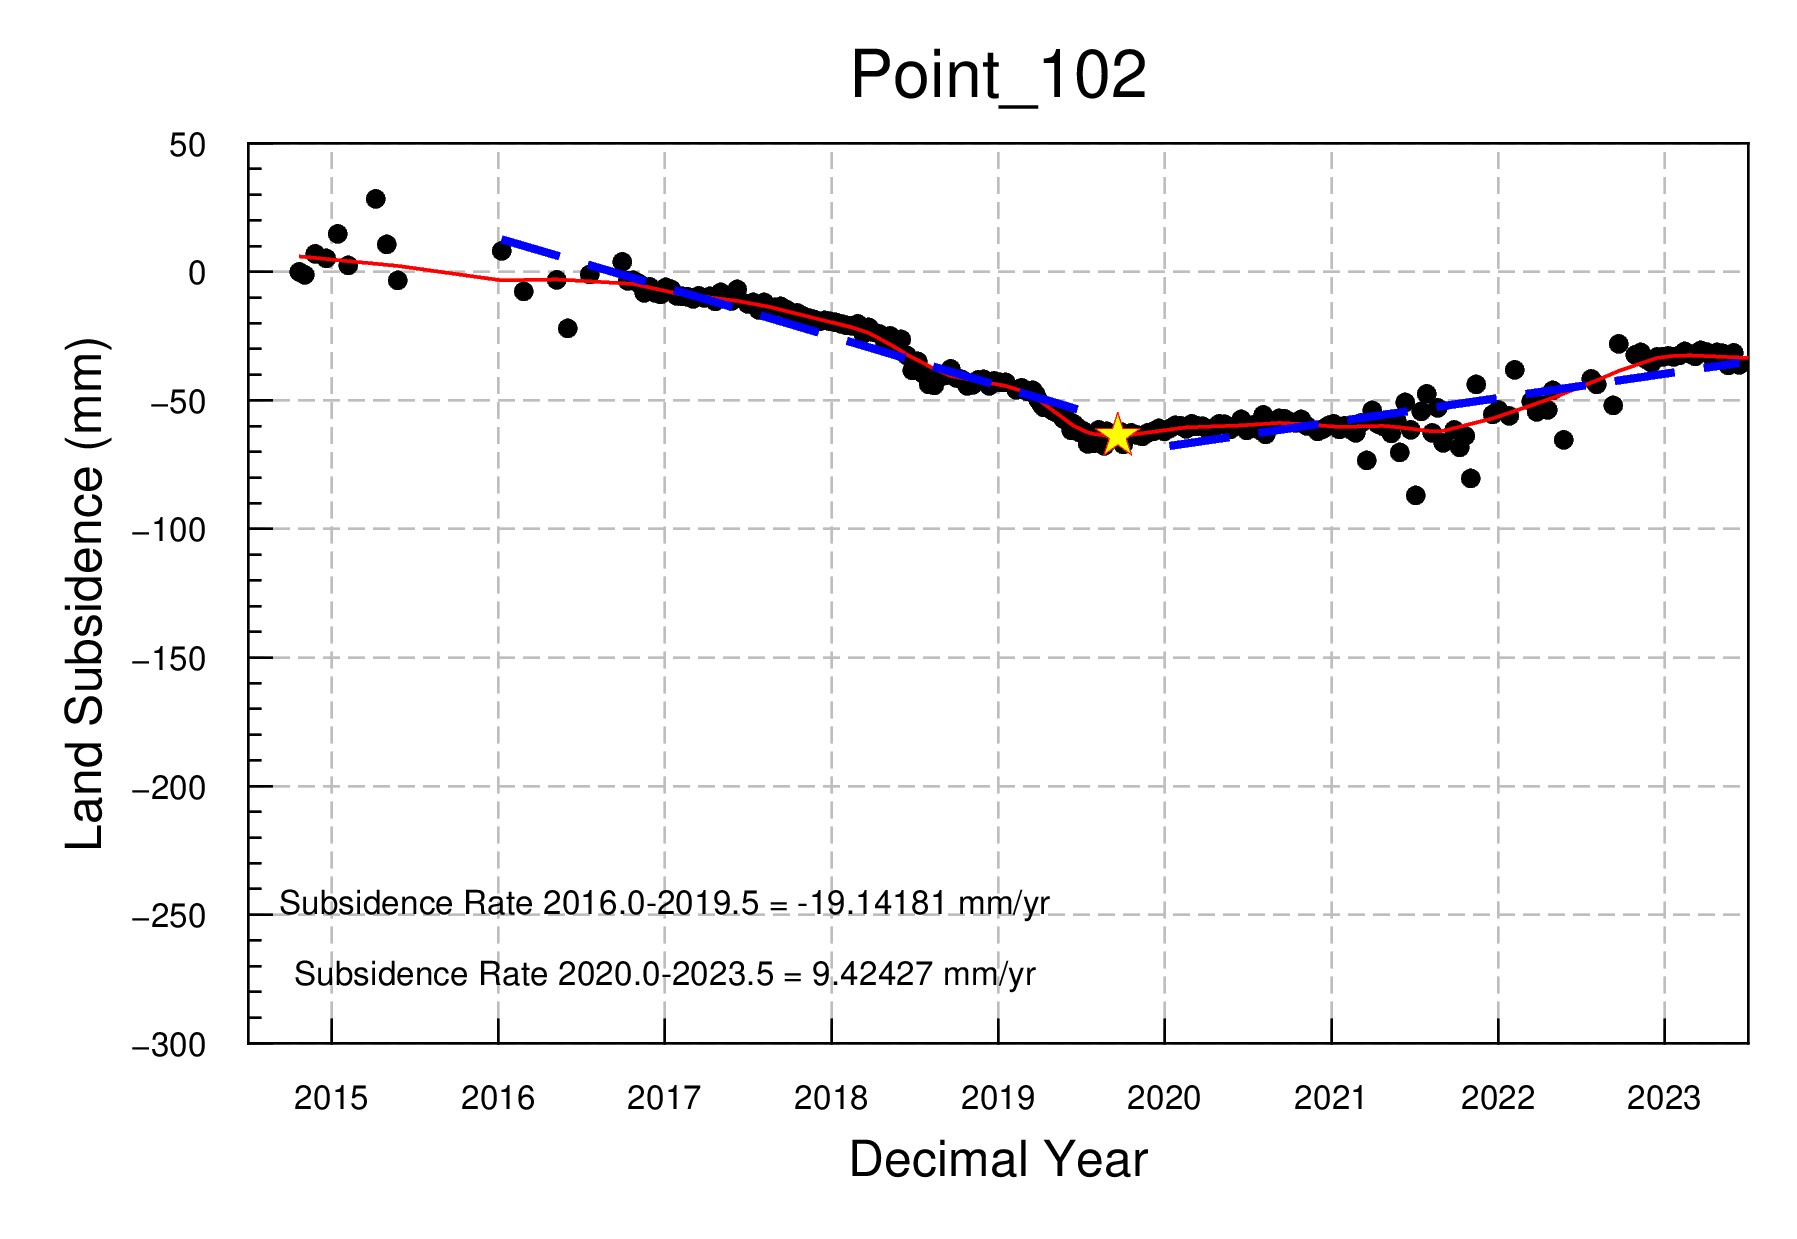 Point_102
50
0
−50
−100
−150
−200
−250
−300
Land Subsidence (mm)
Subsidence Rate 2016.0-2019.5 = -19.14181 mm/yr
Subsidence Rate 2020.0-2023.5 = 9.42427 mm/yr
2015 2016 2017 2018 2019 2020 2021 2022 2023
Decimal Year